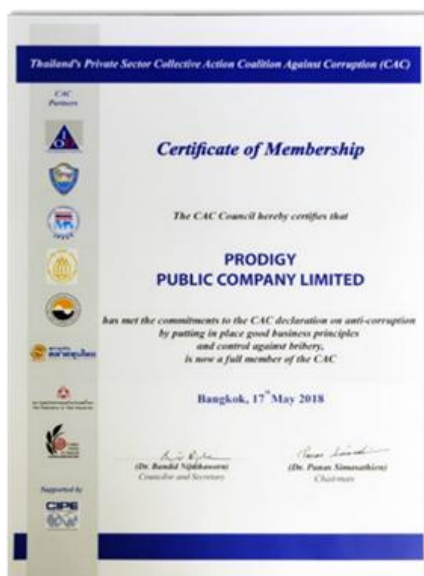 Thailand's Private Sector Collective Action Coalition Against Corruption (CAC)
CAC
Partners
Certificate of Membership
The CAC Council hereby certifies that
PRODIGY
PUBLIC COMPANY LIMITED
has met the commitments to the CAC declaration on anti-corruption
by putting in place good business principles
and control against bribery,
is now a full member of the CAC
Bangkok, 17th May 2018
(Dr. Bandid Nijathaworn)
Councilor and Secretary
(Dr. Panas Simasathien)
Chairman
Supported by
CIPE